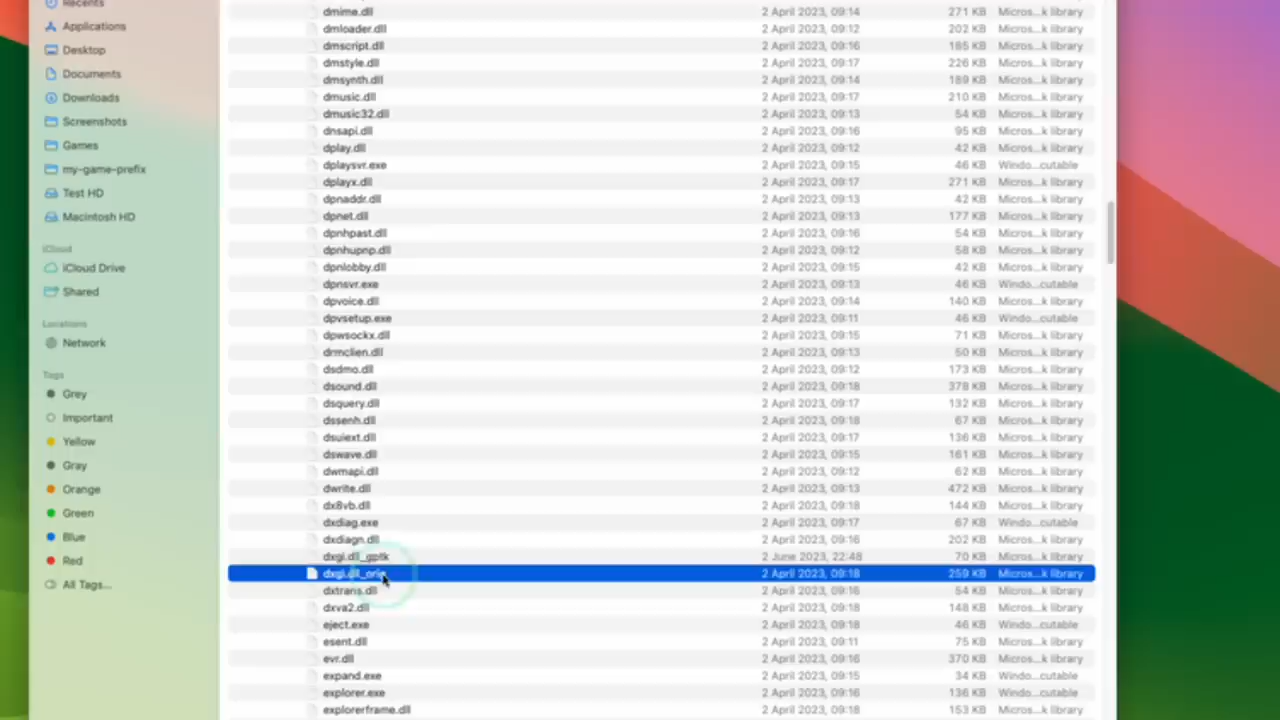 Recents
Applications
Desktop
Documents
Downloads
Screenshots
Games
my-game-prefix
Test HD
Macintosh HD
iCloud
iCloud Drive
Shared
Locations
Network
Tags
Grey
Important
Yellow
Gray
Orange
Green
Blue
Red
All Tags...
dmime.dll 2 April 2023, 09:14 271 KB Micros...k library
dmloader.dll 2 April 2023, 09:12 202 KB Micros...k library
dmscript.dll 2 April 2023, 09:16 185 KB Micros...k library
dmstyle.dll 2 April 2023, 09:17 226 KB Micros...k library
dmsynth.dll 2 April 2023, 09:14 189 KB Micros...k library
dmusic.dll 2 April 2023, 09:17 210 KB Micros...k library
dmusic32.dll 2 April 2023, 09:13 54 KB Micros...k library
dnsapi.dll 2 April 2023, 09:16 95 KB Micros...k library
dplay.dll 2 April 2023, 09:12 42 KB Micros...k library
dplaysvr.exe 2 April 2023, 09:15 46 KB Windo...cutable
dplayx.dll 2 April 2023, 09:17 271 KB Micros...k library
dpnaddr.dll 2 April 2023, 09:13 42 KB Micros...k library
dpnet.dll 2 April 2023, 09:13 177 KB Micros...k library
dpnhpast.dll 2 April 2023, 09:16 54 KB Micros...k library
dpnhupnp.dll 2 April 2023, 09:12 58 KB Micros...k library
dpnlobby.dll 2 April 2023, 09:15 42 KB Micros...k library
dpnsvr.exe 2 April 2023, 09:13 46 KB Windo...cutable
dpvoice.dll 2 April 2023, 09:14 140 KB Micros...k library
dpvsetup.exe 2 April 2023, 09:11 46 KB Windo...cutable
dpwsockx.dll 2 April 2023, 09:15 71 KB Micros...k library
drmclien.dll 2 April 2023, 09:13 50 KB Micros...k library
dsdmo.dll 2 April 2023, 09:12 173 KB Micros...k library
dsound.dll 2 April 2023, 09:18 378 KB Micros...k library
dsquery.dll 2 April 2023, 09:17 132 KB Micros...k library
dssenh.dll 2 April 2023, 09:18 67 KB Micros...k library
dsuiext.dll 2 April 2023, 09:17 136 KB Micros...k library
dswave.dll 2 April 2023, 09:15 161 KB Micros...k library
dwmapi.dll 2 April 2023, 09:12 62 KB Micros...k library
dwrite.dll 2 April 2023, 09:13 472 KB Micros...k library
dx8vb.dll 2 April 2023, 09:18 144 KB Micros...k library
dxdiag.exe 2 April 2023, 09:17 67 KB Windo...cutable
dxdiagn.dll 2 April 2023, 09:16 202 KB Micros...k library
dxgi.dll_gptk 2 June 2023, 22:48 70 KB Micros...k library
dxgi.dll_orig 2 April 2023, 09:18 259 KB Micros...k library
dxtrans.dll 2 April 2023, 09:16 54 KB Micros...k library
dxva2.dll 2 April 2023, 09:18 148 KB Micros...k library
eject.exe 2 April 2023, 09:18 46 KB Windo...cutable
esent.dll 2 April 2023, 09:11 75 KB Micros...k library
evr.dll 2 April 2023, 09:16 370 KB Micros...k library
expand.exe 2 April 2023, 09:15 34 KB Windo...cutable
explorer.exe 2 April 2023, 09:16 136 KB Windo...cutable
explorerframe.dll 2 April 2023, 09:18 153 KB Micros...k library